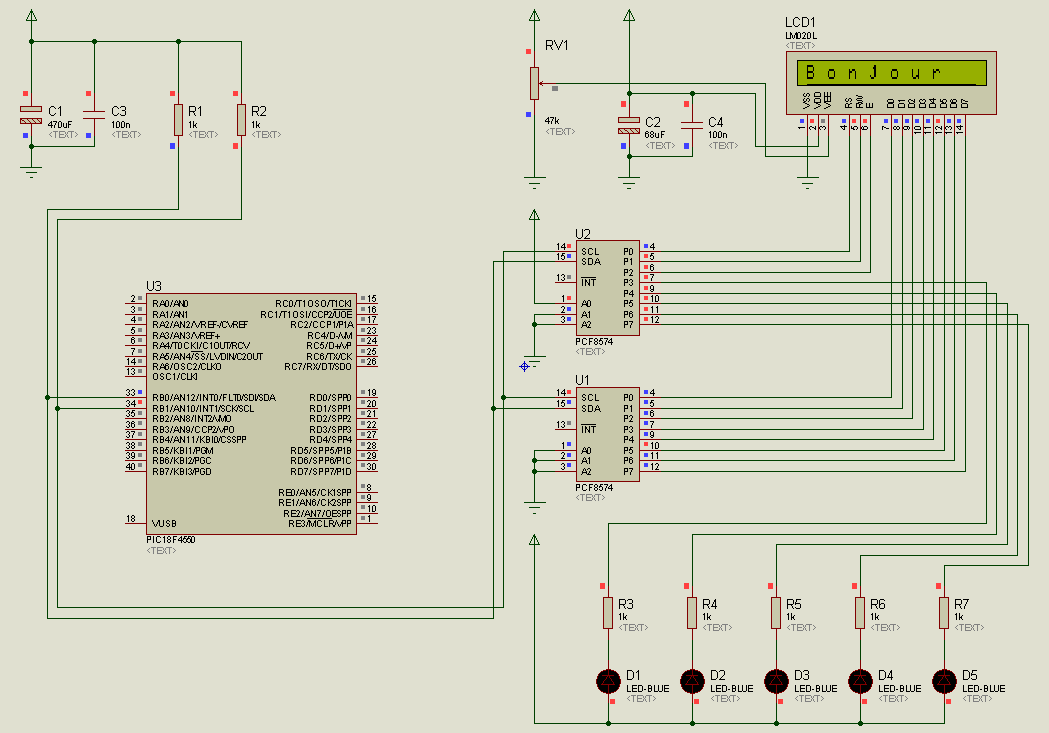 LCD1
LM020L
<TEXT>
BonJour
VSS VDD VEE RS RW E D0 D1 D2 D3 D4 D5 D6 D7
1 2 3 4 5 6 7 8 9 10 11 12 13 14
C1
470uF
<TEXT>
C3
100n
<TEXT>
R1
1k
<TEXT>
R2
1k
<TEXT>
RV1
47k
<TEXT>
C2
68uF
<TEXT>
C4
100n
<TEXT>
U2
14 SCL P0 4
15 SDA P1 5
P2 6
13 INT P3 7
P4 9
1 A0 P5 10
2 A1 P6 11
3 A2 P7 12
PCF8574
<TEXT>
U1
14 SCL P0 4
15 SDA P1 5
P2 6
13 INT P3 7
P4 9
1 A0 P5 10
2 A1 P6 11
3 A2 P7 12
PCF8574
<TEXT>
U3
2 RA0/AN0 RC0/T1OSO/T1CKI 15
3 RA1/AN1 RC1/T1OSI/CCP2/UOE 16
4 RA2/AN2/VREF-/CVREF RC2/CCP1/P1A 17
5 RA3/AN3/VREF+ RC4/D-/VM 23
6 RA4/T0CKI/C1OUT/RCV RC5/D+/VP 24
7 RA5/AN4/SS/LVDIN/C2OUT RC6/TX/CK 25
14 RA6/OSC2/CLKO RC7/RX/DT/SDO 26
13 OSC1/CLKI
33 RB0/AN12/INT0/FLT0/SDI/SDA RD0/SPP0 19
34 RB1/AN10/INT1/SCK/SCL RD1/SPP1 20
35 RB2/AN8/INT2/VMO RD2/SPP2 21
36 RB3/AN9/CCP2/VPO RD3/SPP3 22
37 RB4/AN11/KBI0/CSSPP RD4/SPP4 27
38 RB5/KBI1/PGM RD5/SPP5/P1B 28
39 RB6/KBI2/PGC RD6/SPP6/P1C 29
40 RB7/KBI3/PGD RD7/SPP7/P1D 30
RE0/AN5/CK1SPP 8
RE1/AN6/CK2SPP 9
RE2/AN7/OESPP 10
18 VUSB RE3/MCLR/VPP 1
PIC18F4550
<TEXT>
R3
1k
<TEXT>
R4
1k
<TEXT>
R5
1k
<TEXT>
R6
1k
<TEXT>
R7
1k
<TEXT>
D1
LED-BLUE
<TEXT>
D2
LED-BLUE
<TEXT>
D3
LED-BLUE
<TEXT>
D4
LED-BLUE
<TEXT>
D5
LED-BLUE
<TEXT>